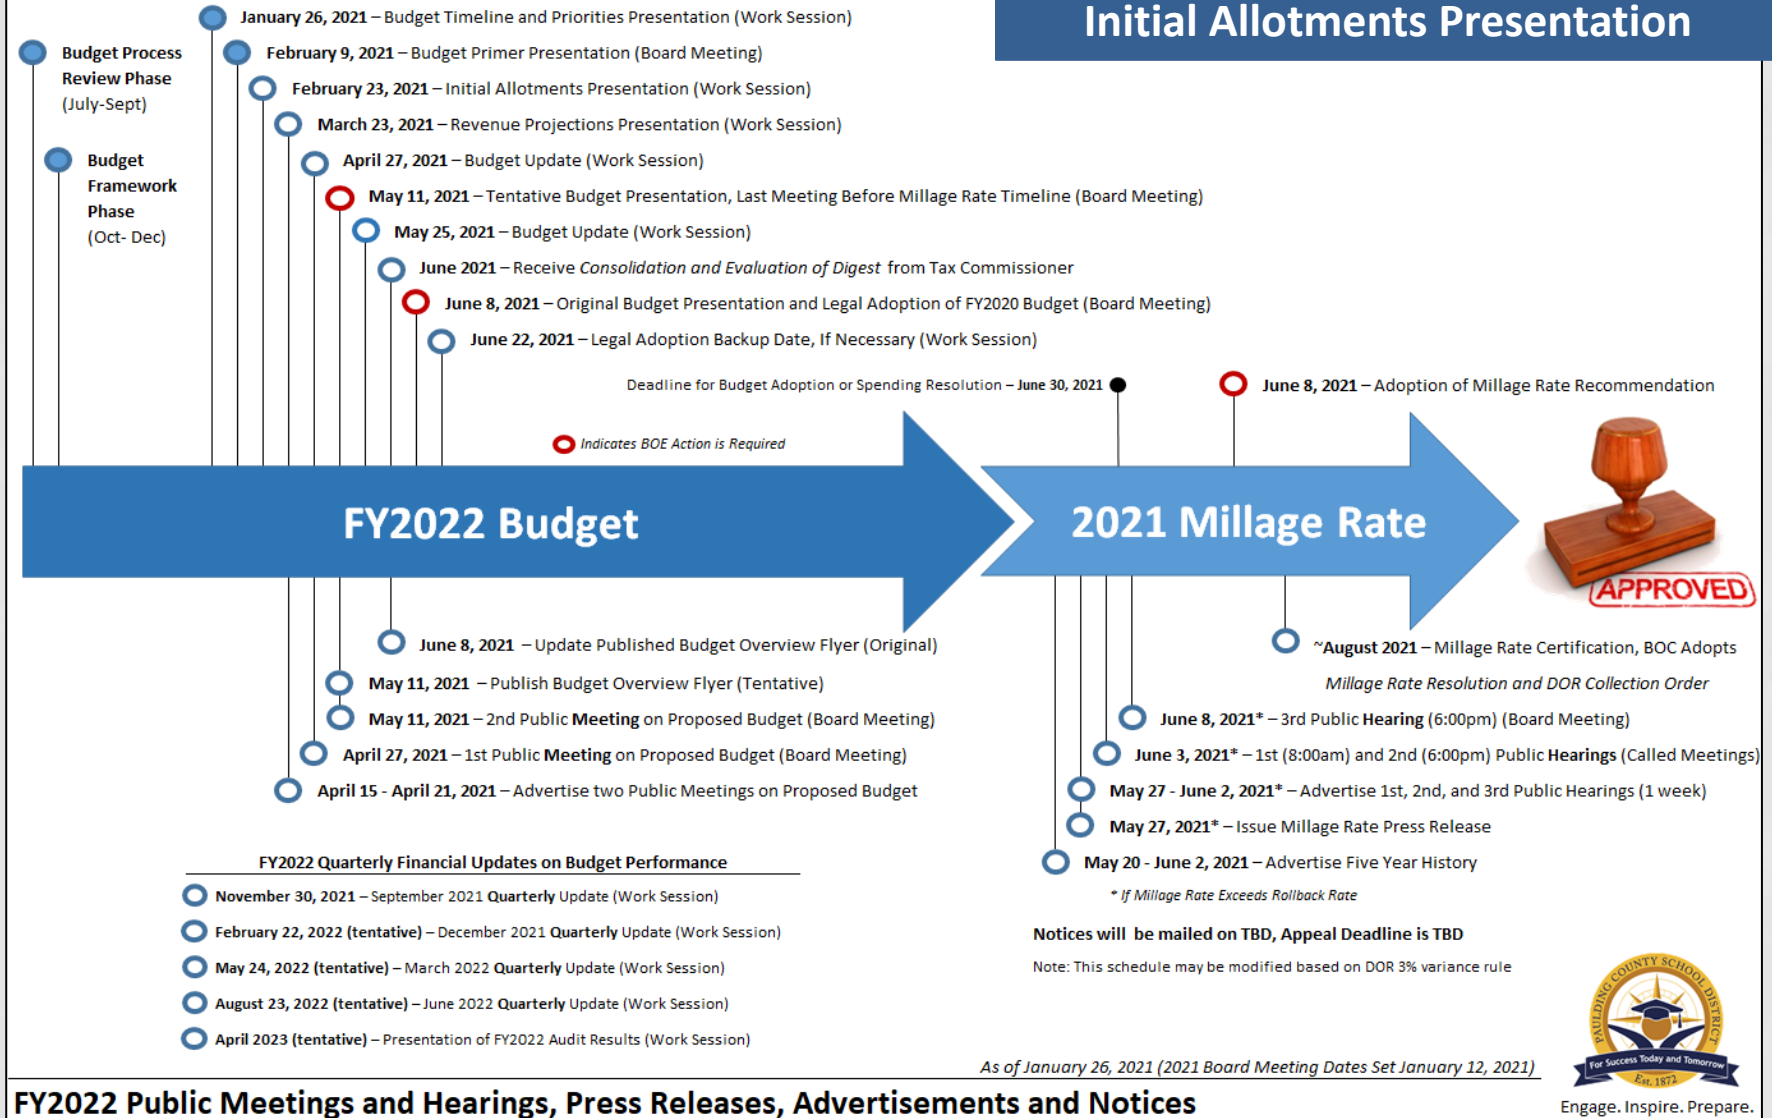 Initial Allotments Presentation
January 26, 2021 – Budget Timeline and Priorities Presentation (Work Session)
Budget Process
Review Phase
(July-Sept)
February 9, 2021 – Budget Primer Presentation (Board Meeting)
February 23, 2021 – Initial Allotments Presentation (Work Session)
March 23, 2021 – Revenue Projections Presentation (Work Session)
Budget
Framework
Phase
(Oct- Dec)
April 27, 2021 – Budget Update (Work Session)
May 11, 2021 – Tentative Budget Presentation, Last Meeting Before Millage Rate Timeline (Board Meeting)
May 25, 2021 – Budget Update (Work Session)
June 2021 – Receive Consolidation and Evaluation of Digest from Tax Commissioner
June 8, 2021 – Original Budget Presentation and Legal Adoption of FY2020 Budget (Board Meeting)
June 22, 2021 – Legal Adoption Backup Date, If Necessary (Work Session)
Deadline for Budget Adoption or Spending Resolution – June 30, 2021
June 8, 2021 – Adoption of Millage Rate Recommendation
Indicates BOE Action is Required
FY2022 Budget
2021 Millage Rate
APPROVED
June 8, 2021 – Update Published Budget Overview Flyer (Original)
May 11, 2021 – Publish Budget Overview Flyer (Tentative)
May 11, 2021 – 2nd Public Meeting on Proposed Budget (Board Meeting)
April 27, 2021 – 1st Public Meeting on Proposed Budget (Board Meeting)
April 15 - April 21, 2021 – Advertise two Public Meetings on Proposed Budget
~August 2021 – Millage Rate Certification, BOC Adopts
Millage Rate Resolution and DOR Collection Order
June 8, 2021* – 3rd Public Hearing (6:00pm) (Board Meeting)
June 3, 2021* – 1st (8:00am) and 2nd (6:00pm) Public Hearings (Called Meetings)
May 27 - June 2, 2021* – Advertise 1st, 2nd, and 3rd Public Hearings (1 week)
May 27, 2021* – Issue Millage Rate Press Release
May 20 - June 2, 2021 – Advertise Five Year History
* If Millage Rate Exceeds Rollback Rate
Notices will be mailed on TBD, Appeal Deadline is TBD
Note: This schedule may be modified based on DOR 3% variance rule
FY2022 Quarterly Financial Updates on Budget Performance
November 30, 2021 – September 2021 Quarterly Update (Work Session)
February 22, 2022 (tentative) – December 2021 Quarterly Update (Work Session)
May 24, 2022 (tentative) – March 2022 Quarterly Update (Work Session)
August 23, 2022 (tentative) – June 2022 Quarterly Update (Work Session)
April 2023 (tentative) – Presentation of FY2022 Audit Results (Work Session)
As of January 26, 2021 (2021 Board Meeting Dates Set January 12, 2021)
PAULDING COUNTY SCHOOL DISTRICT
For Success Today and Tomorrow
Est. 1872
Engage. Inspire. Prepare.
FY2022 Public Meetings and Hearings, Press Releases, Advertisements and Notices